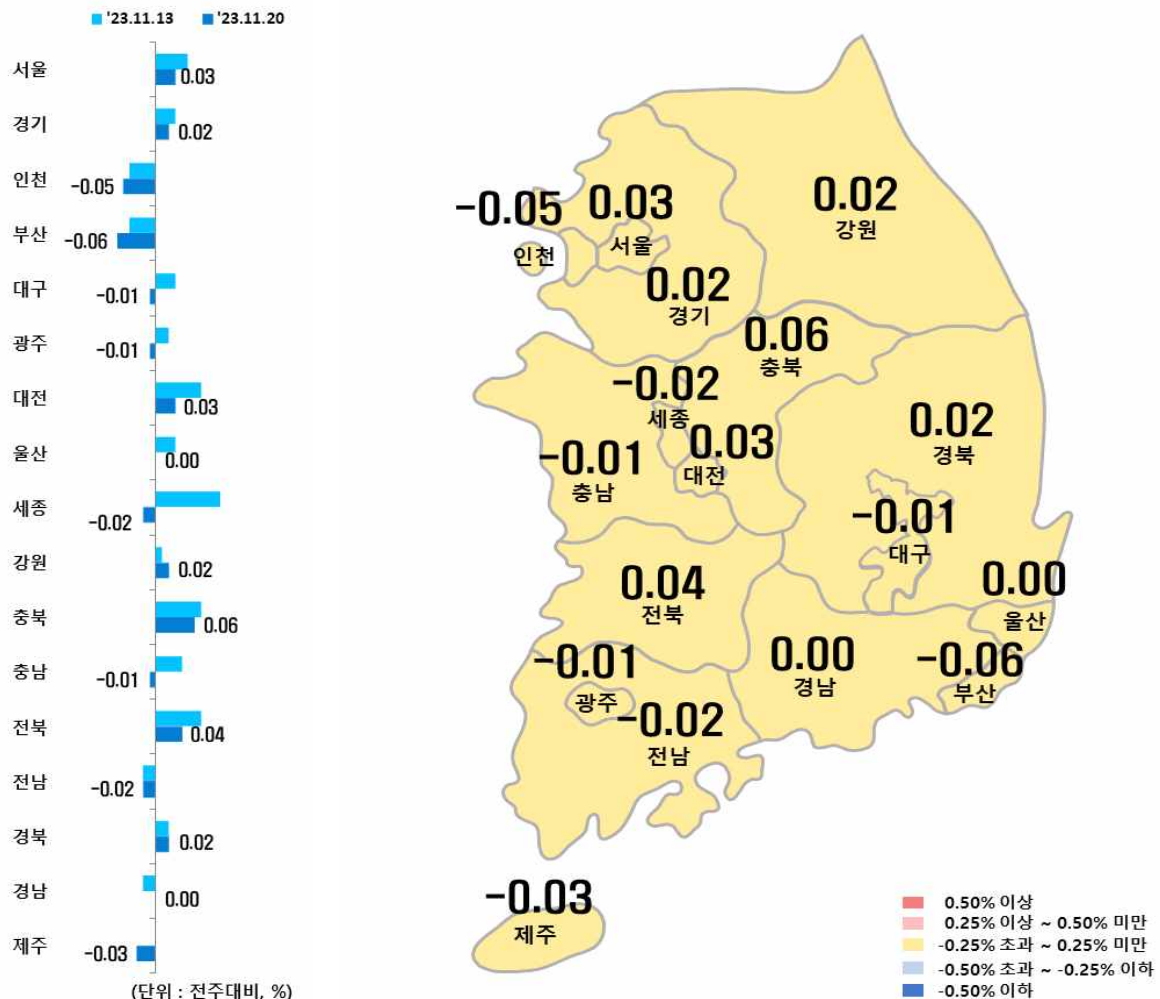 '23.11.13 '23.11.20
서울 0.03
경기 0.02
인천 -0.05
부산 -0.06
대구 -0.01
광주 -0.01
대전 0.03
울산 0.00
세종 -0.02
강원 0.02
충북 0.06
충남 -0.01
전북 0.04
전남 -0.02
경북 0.02
경남 0.00
제주 -0.03
(단위 : 전주대비, %)
-0.05
인천
0.03
서울
0.02
강원
0.02
경기
0.06
충북
-0.02
세종
0.03
대전
-0.01
충남
0.02
경북
-0.01
대구
0.04
전북
0.00
울산
-0.01
광주
0.00
경남
-0.06
부산
-0.02
전남
-0.03
제주
0.50% 이상
0.25% 이상 ~ 0.50% 미만
-0.25% 초과 ~ 0.25% 미만
-0.50% 초과 ~ -0.25% 이하
-0.50% 이하